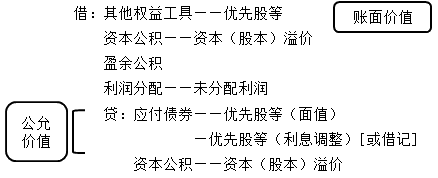 借：其他权益工具——优先股等
账面价值
资本公积——资本（股本）溢价
盈余公积
利润分配——未分配利润
公允
价值
贷：应付债券——优先股等（面值）
—优先股等（利息调整）[或借记]
资本公积——资本（股本）溢价